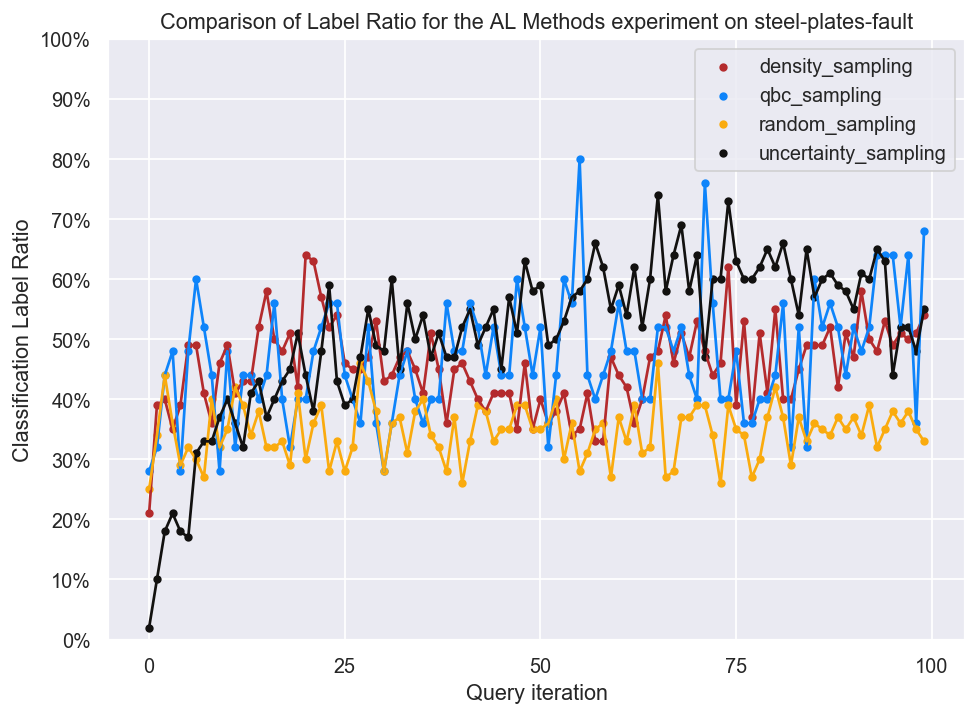 Comparison of Label Ratio for the AL Methods experiment on steel-plates-fault
100%
90%
80%
70%
60%
50%
40%
30%
20%
10%
0%
Classification Label Ratio
density_sampling
qbc_sampling
random_sampling
uncertainty_sampling
0 25 50 75 100
Query iteration